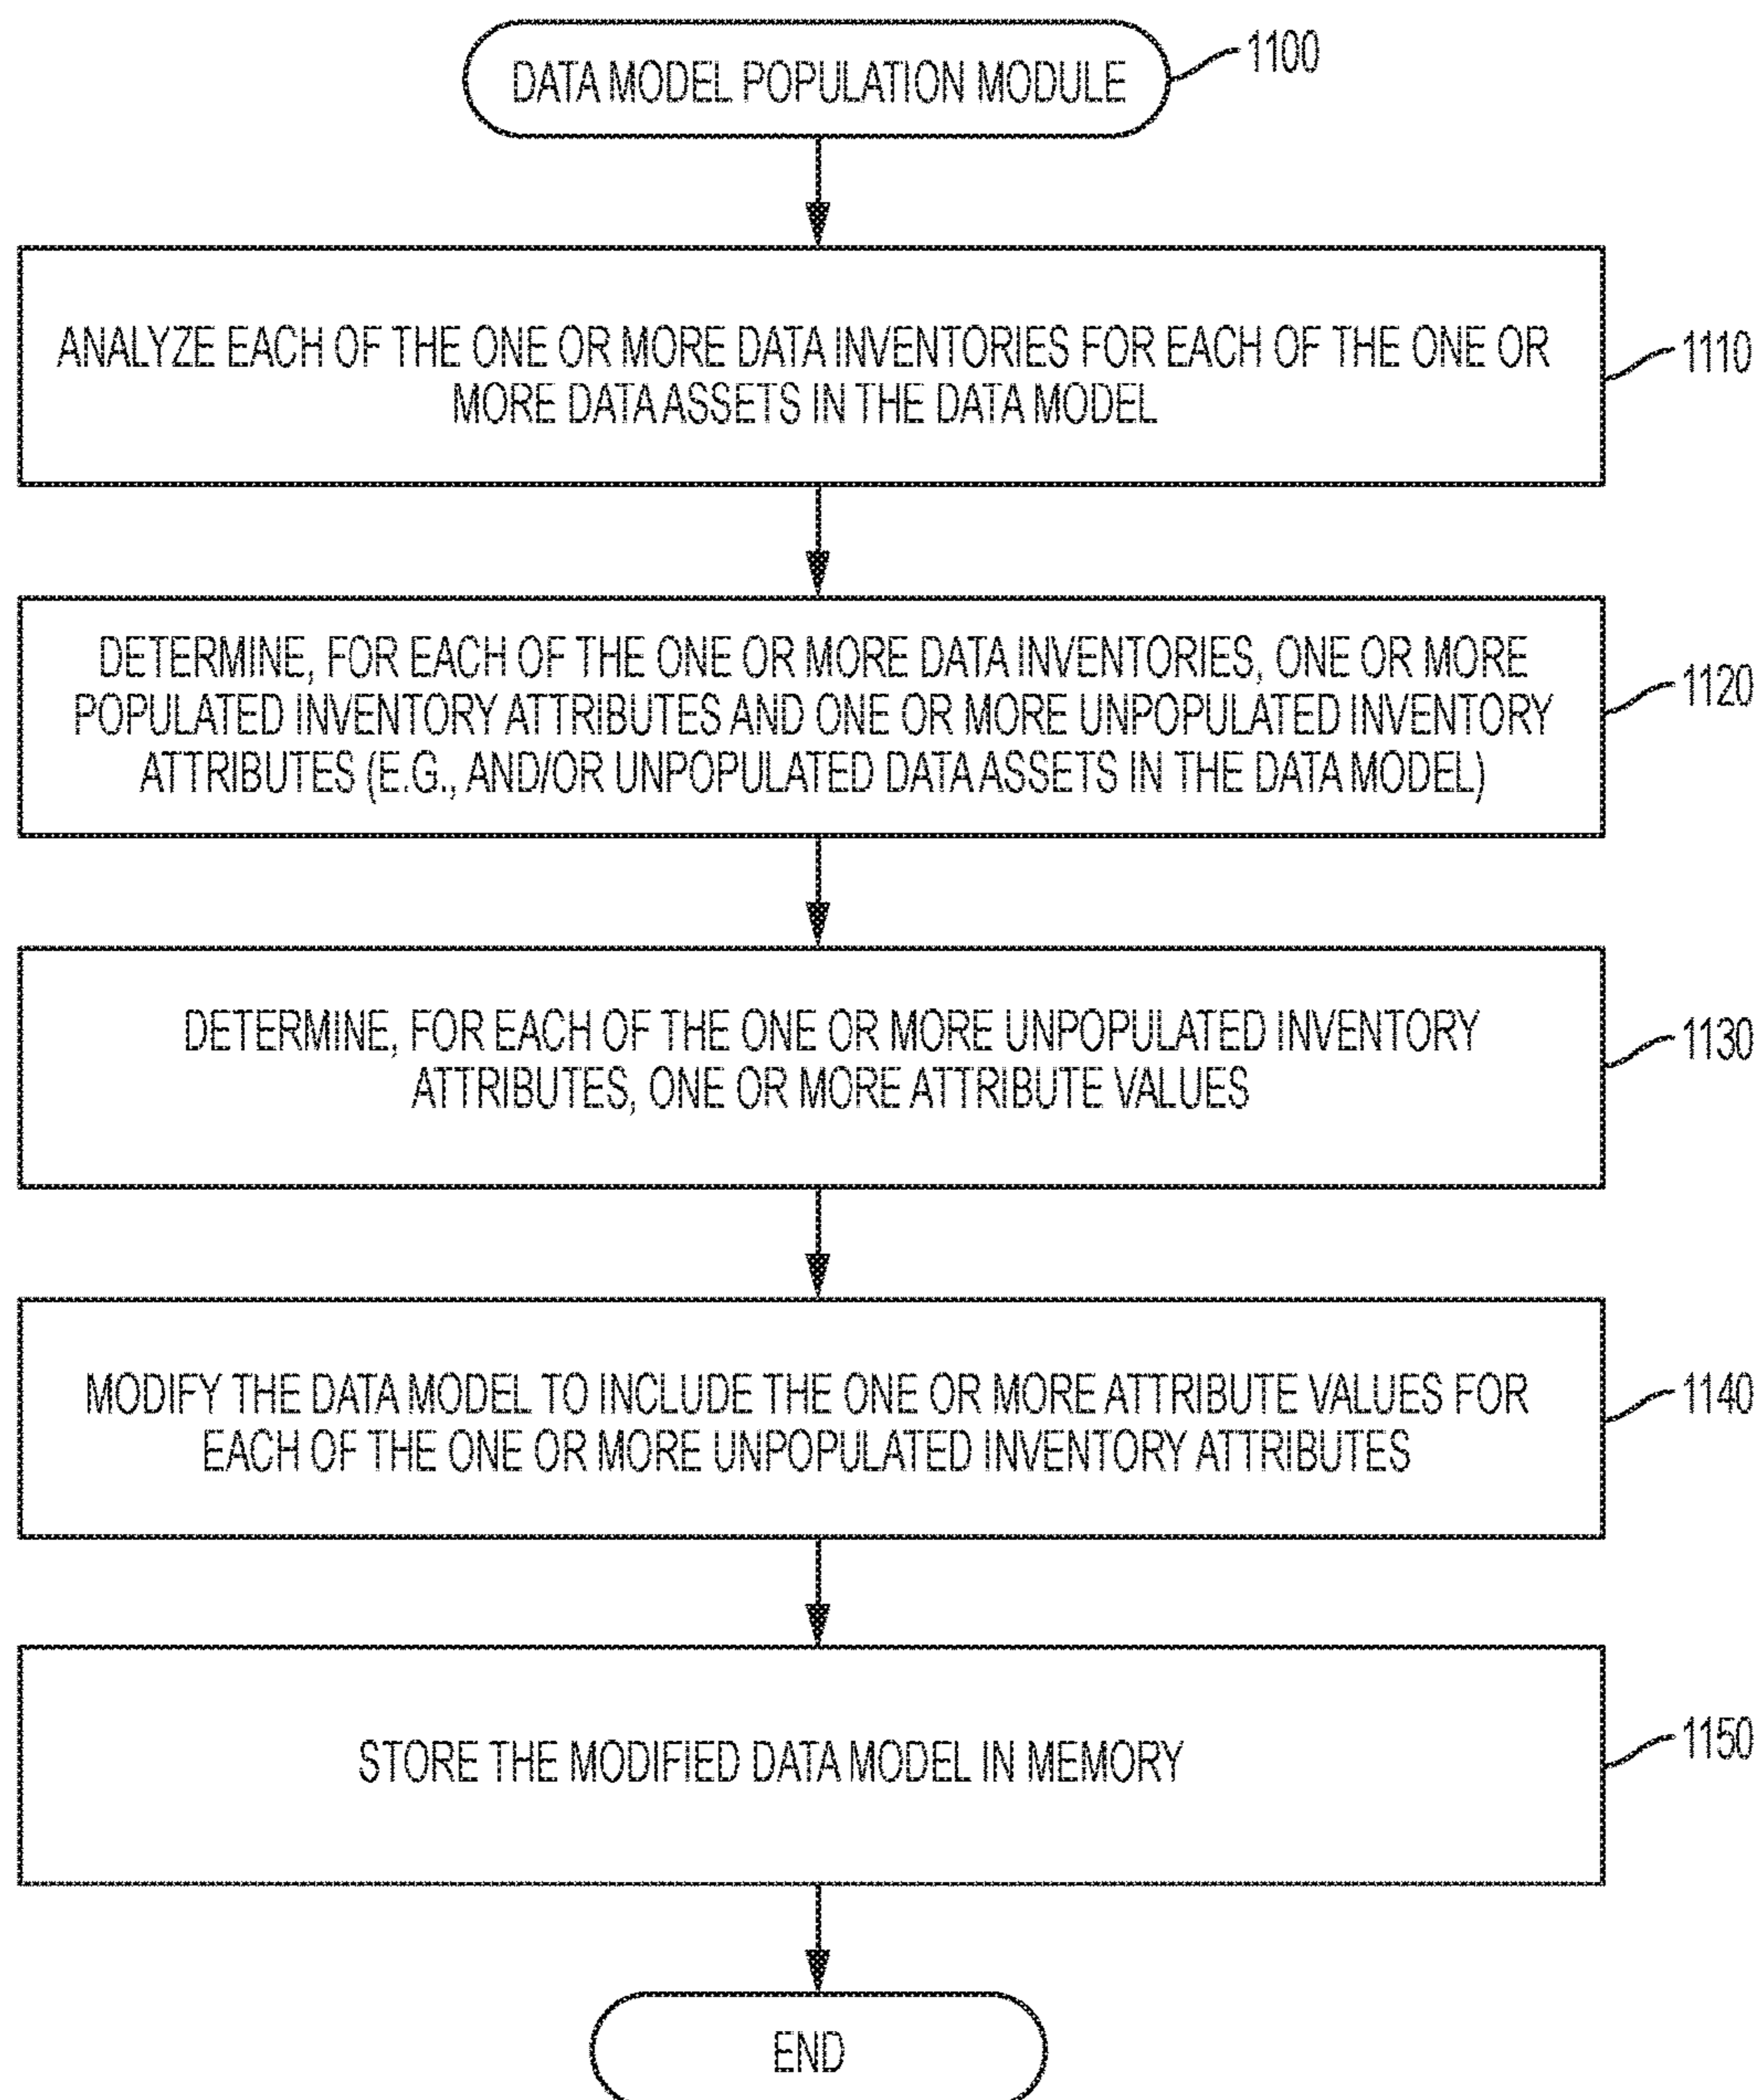 DATA MODEL POPULATION MODULE
1100
ANALYZE EACH OF THE ONE OR MORE DATA INVENTORIES FOR EACH OF THE ONE OR
MORE DATA ASSETS IN THE DATA MODEL
1110
DETERMINE, FOR EACH OF THE ONE OR MORE DATA INVENTORIES, ONE OR MORE
POPULATED INVENTORY ATTRIBUTES AND ONE OR MORE UNPOPULATED INVENTORY
ATTRIBUTES (E.G., AND/OR UNPOPULATED DATA ASSETS IN THE DATA MODEL)
1120
DETERMINE, FOR EACH OF THE ONE OR MORE UNPOPULATED INVENTORY
ATTRIBUTES, ONE OR MORE ATTRIBUTE VALUES
1130
MODIFY THE DATA MODEL TO INCLUDE THE ONE OR MORE ATTRIBUTE VALUES FOR
EACH OF THE ONE OR MORE UNPOPULATED INVENTORY ATTRIBUTES
1140
STORE THE MODIFIED DATA MODEL IN MEMORY
1150
END